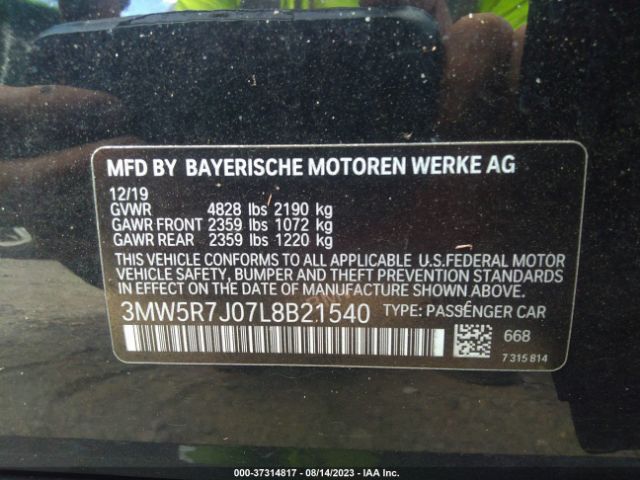 MFD BY BAYERISCHE MOTOREN WERKE AG
12/19
GVWR 4828 lbs 2190 kg
GAWR FRONT 2359 lbs 1072 kg
GAWR REAR 2359 lbs 1220 kg
THIS VEHICLE CONFORMS TO ALL APPLICABLE U.S.FEDERAL MOTOR
VEHICLE SAFETY, BUMPER AND THEFT PREVENTION STANDARDS
IN EFFECT ON THE DATE OF MANUFACTURE SHOWN ABOVE.
3MW5R7J07L8B21540 TYPE: PASSENGER CAR
668
7 315 814
000-37314817 - 08/14/2023 - IAA Inc.